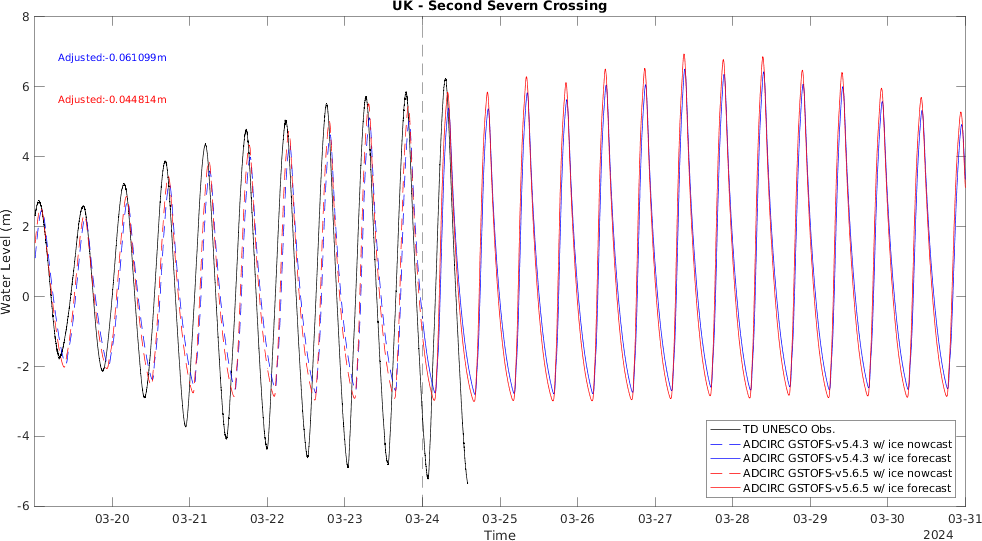 UK - Second Severn Crossing
Adjusted:-0.061099m
Adjusted:-0.044814m
8
6
4
2
0
-2
-4
-6
Water Level (m)
TD UNESCO Obs.
ADCIRC GSTOFS-v5.4.3 w/ ice nowcast
ADCIRC GSTOFS-v5.4.3 w/ ice forecast
ADCIRC GSTOFS-v5.6.5 w/ ice nowcast
ADCIRC GSTOFS-v5.6.5 w/ ice forecast
03-20 03-21 03-22 03-23 03-24 03-25 03-26 03-27 03-28 03-29 03-30 03-31
Time
2024